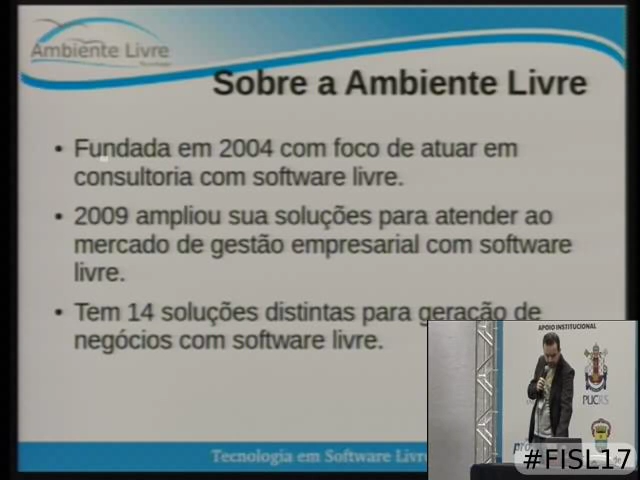 Ambiente Livre
Sobre a Ambiente Livre
• Fundada em 2004 com foco de atuar em
consultoria com software livre.
• 2009 ampliou sua soluções para atender ao
mercado de gestão empresarial com software
livre.
• Tem 14 soluções distintas para geração de
negócios com software livre.
Tecnologia em Software Livre
APOIO INSTITUCIONAL
PUCRS
#FISL17